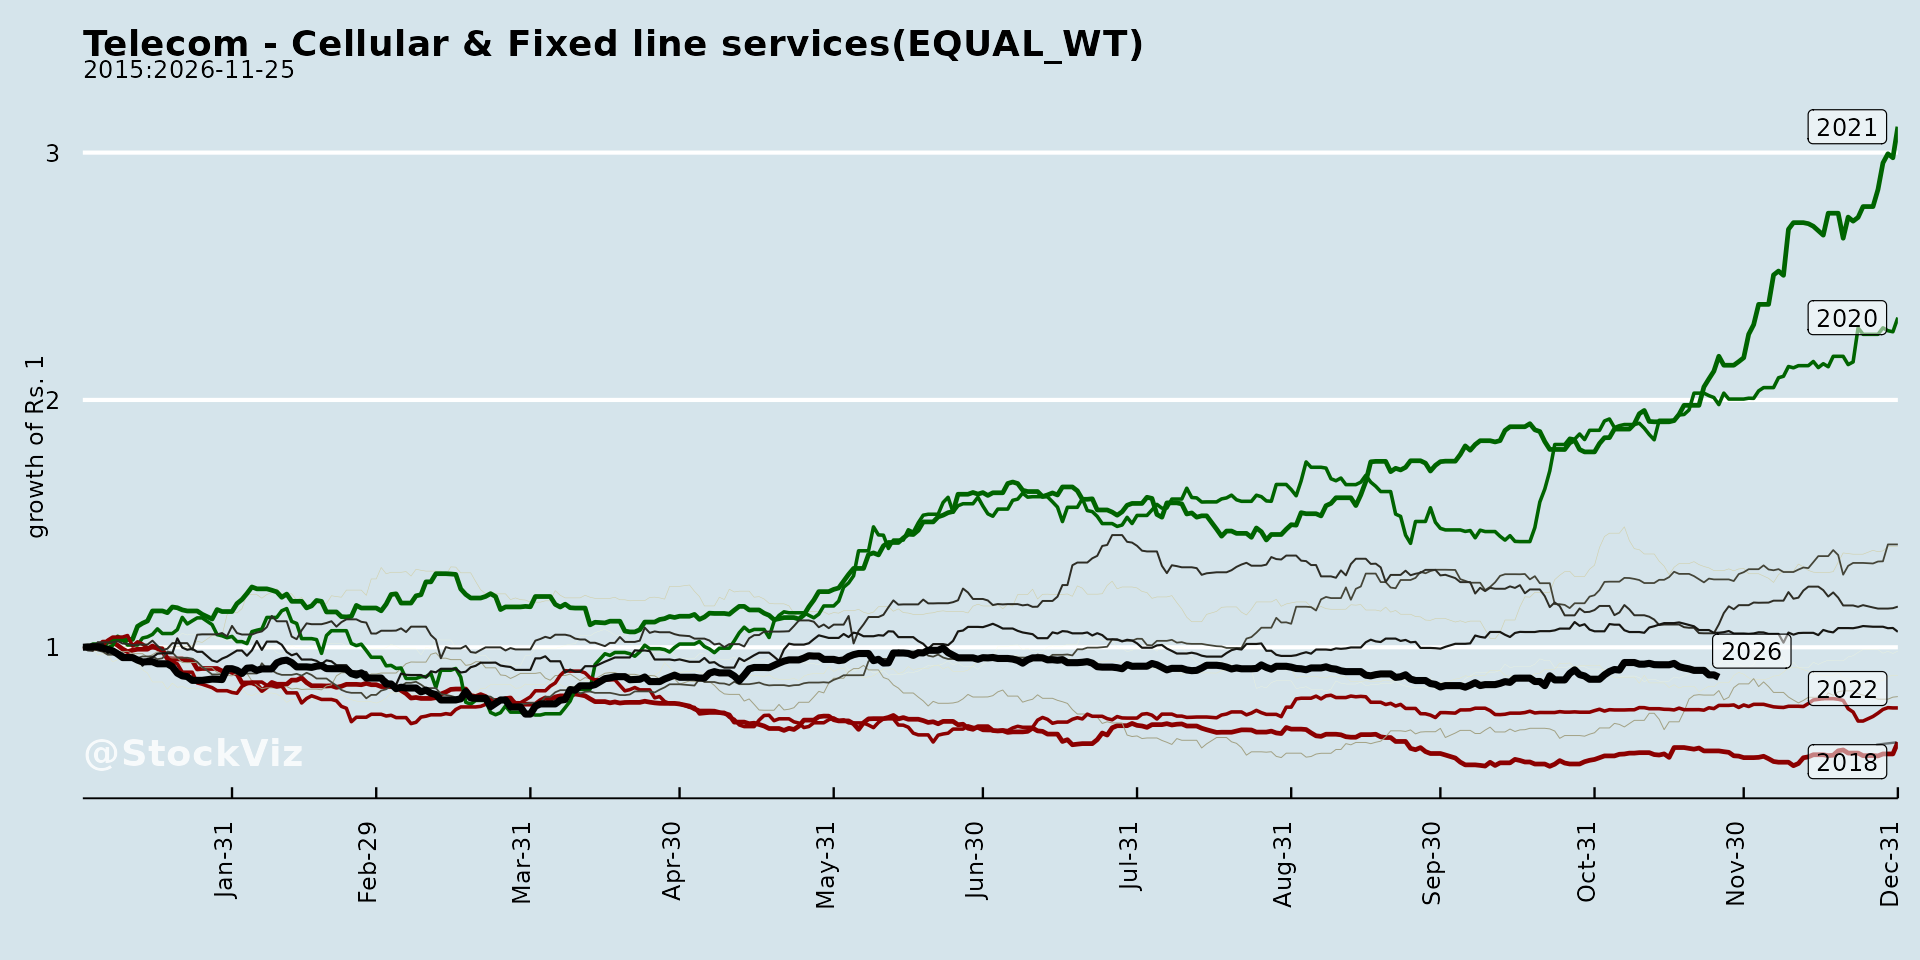 Telecom - Cellular & Fixed line services(EQUAL_WT)
2015:2026-11-25
growth of Rs. 1
3
2
1
2021
2020
2026
2022
2018
@StockViz
Jan-31
Feb-29
Mar-31
Apr-30
May-31
Jun-30
Jul-31
Aug-31
Sep-30
Oct-31
Nov-30
Dec-31